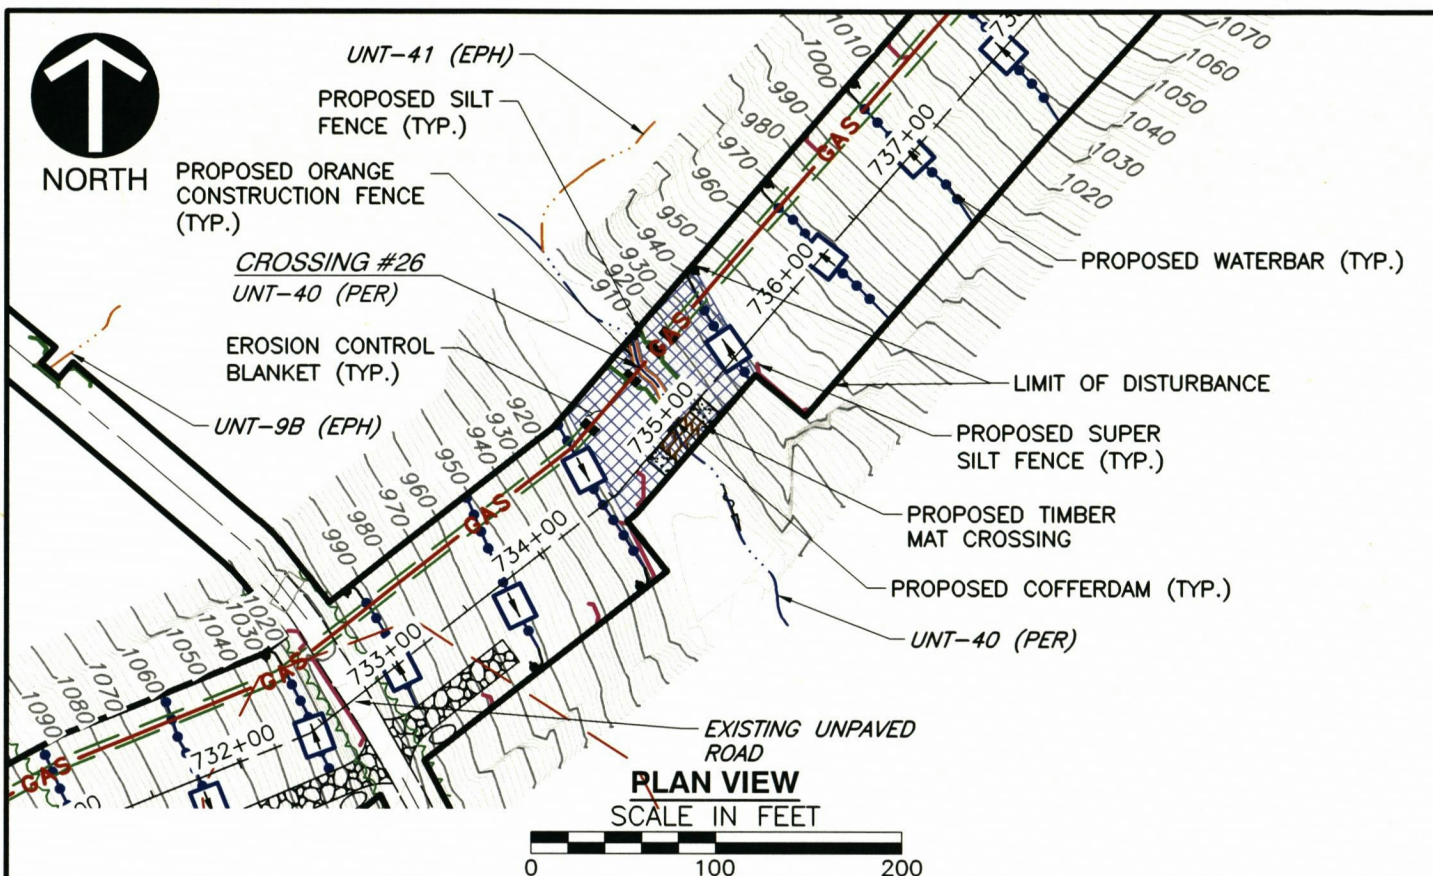 NORTH
UNT-41 (EPH)
PROPOSED SILT
FENCE (TYP.)
PROPOSED ORANGE
CONSTRUCTION FENCE
(TYP.)
CROSSING #26
UNT-40 (PER)
EROSION CONTROL
BLANKET (TYP.)
UNT-9B (EPH)
PROPOSED WATERBAR (TYP.)
LIMIT OF DISTURBANCE
PROPOSED SUPER
SILT FENCE (TYP.)
PROPOSED TIMBER
MAT CROSSING
PROPOSED COFFERDAM (TYP.)
UNT-40 (PER)
EXISTING UNPAVED
ROAD
1010
1000
990
980
970
960
950
940
930
920
910
1070
1060
1050
1040
1030
1020
920
930
940
950
960
970
980
990
1020
1030
1040
1050
1060
1070
1080
1090
GAS
GAS
GAS
GAS
GAS
737+00
736+00
735+00
734+00
733+00
732+00
PLAN VIEW
SCALE IN FEET
0 100 200